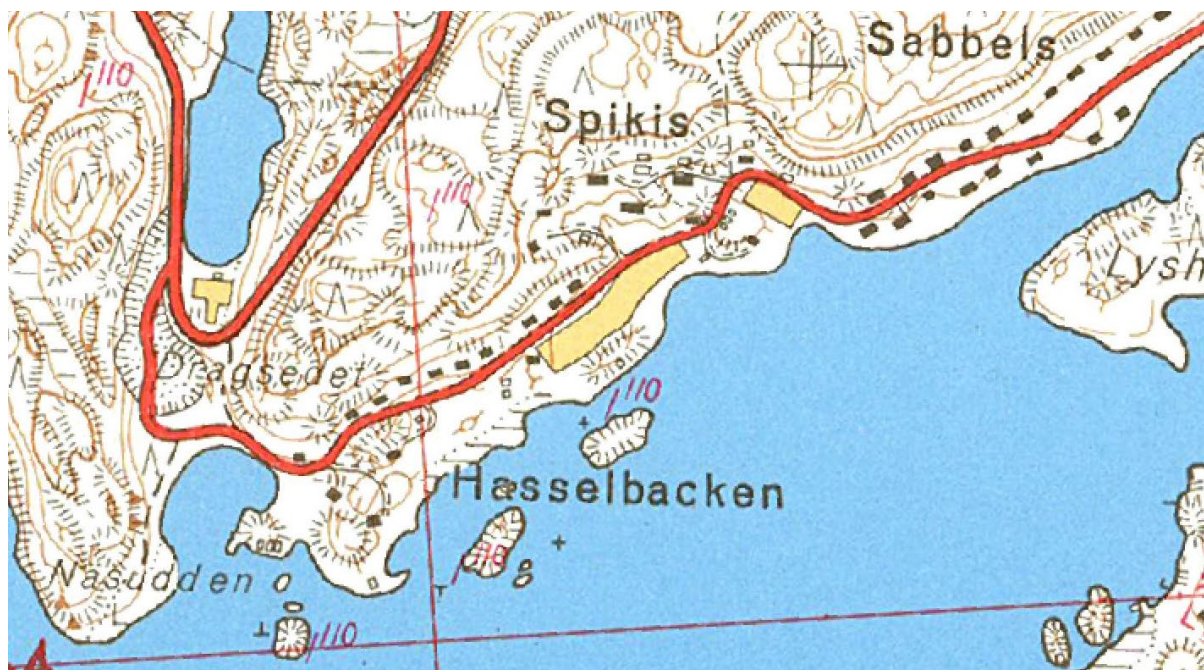 Sabbels
110
Spikis
110
Lysh
Dragsedet
110
Hasselbacken
110
Näsudden
110